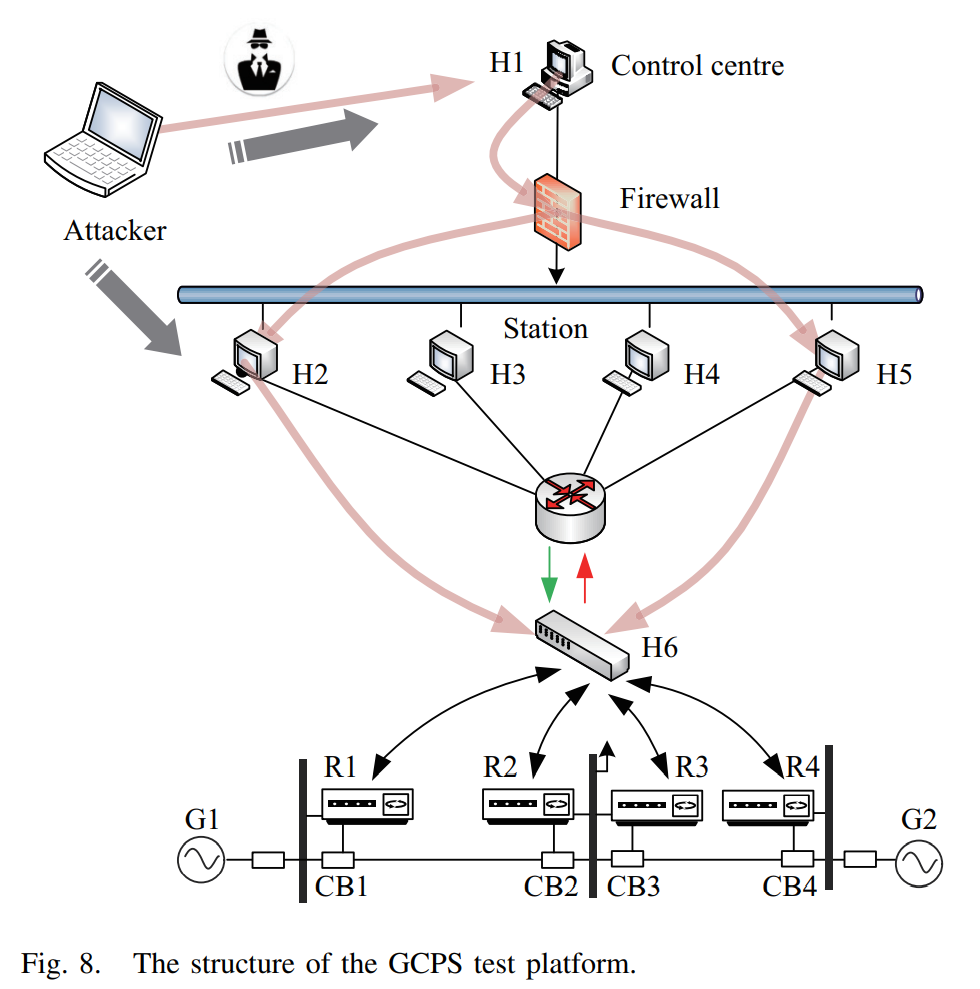 H1
Control centre
Attacker
Firewall
Station
H2
H3
H4
H5
H6
R1
R2
R3
R4
G1
G2
CB1
CB2
CB3
CB4
Fig. 8. The structure of the GCPS test platform.